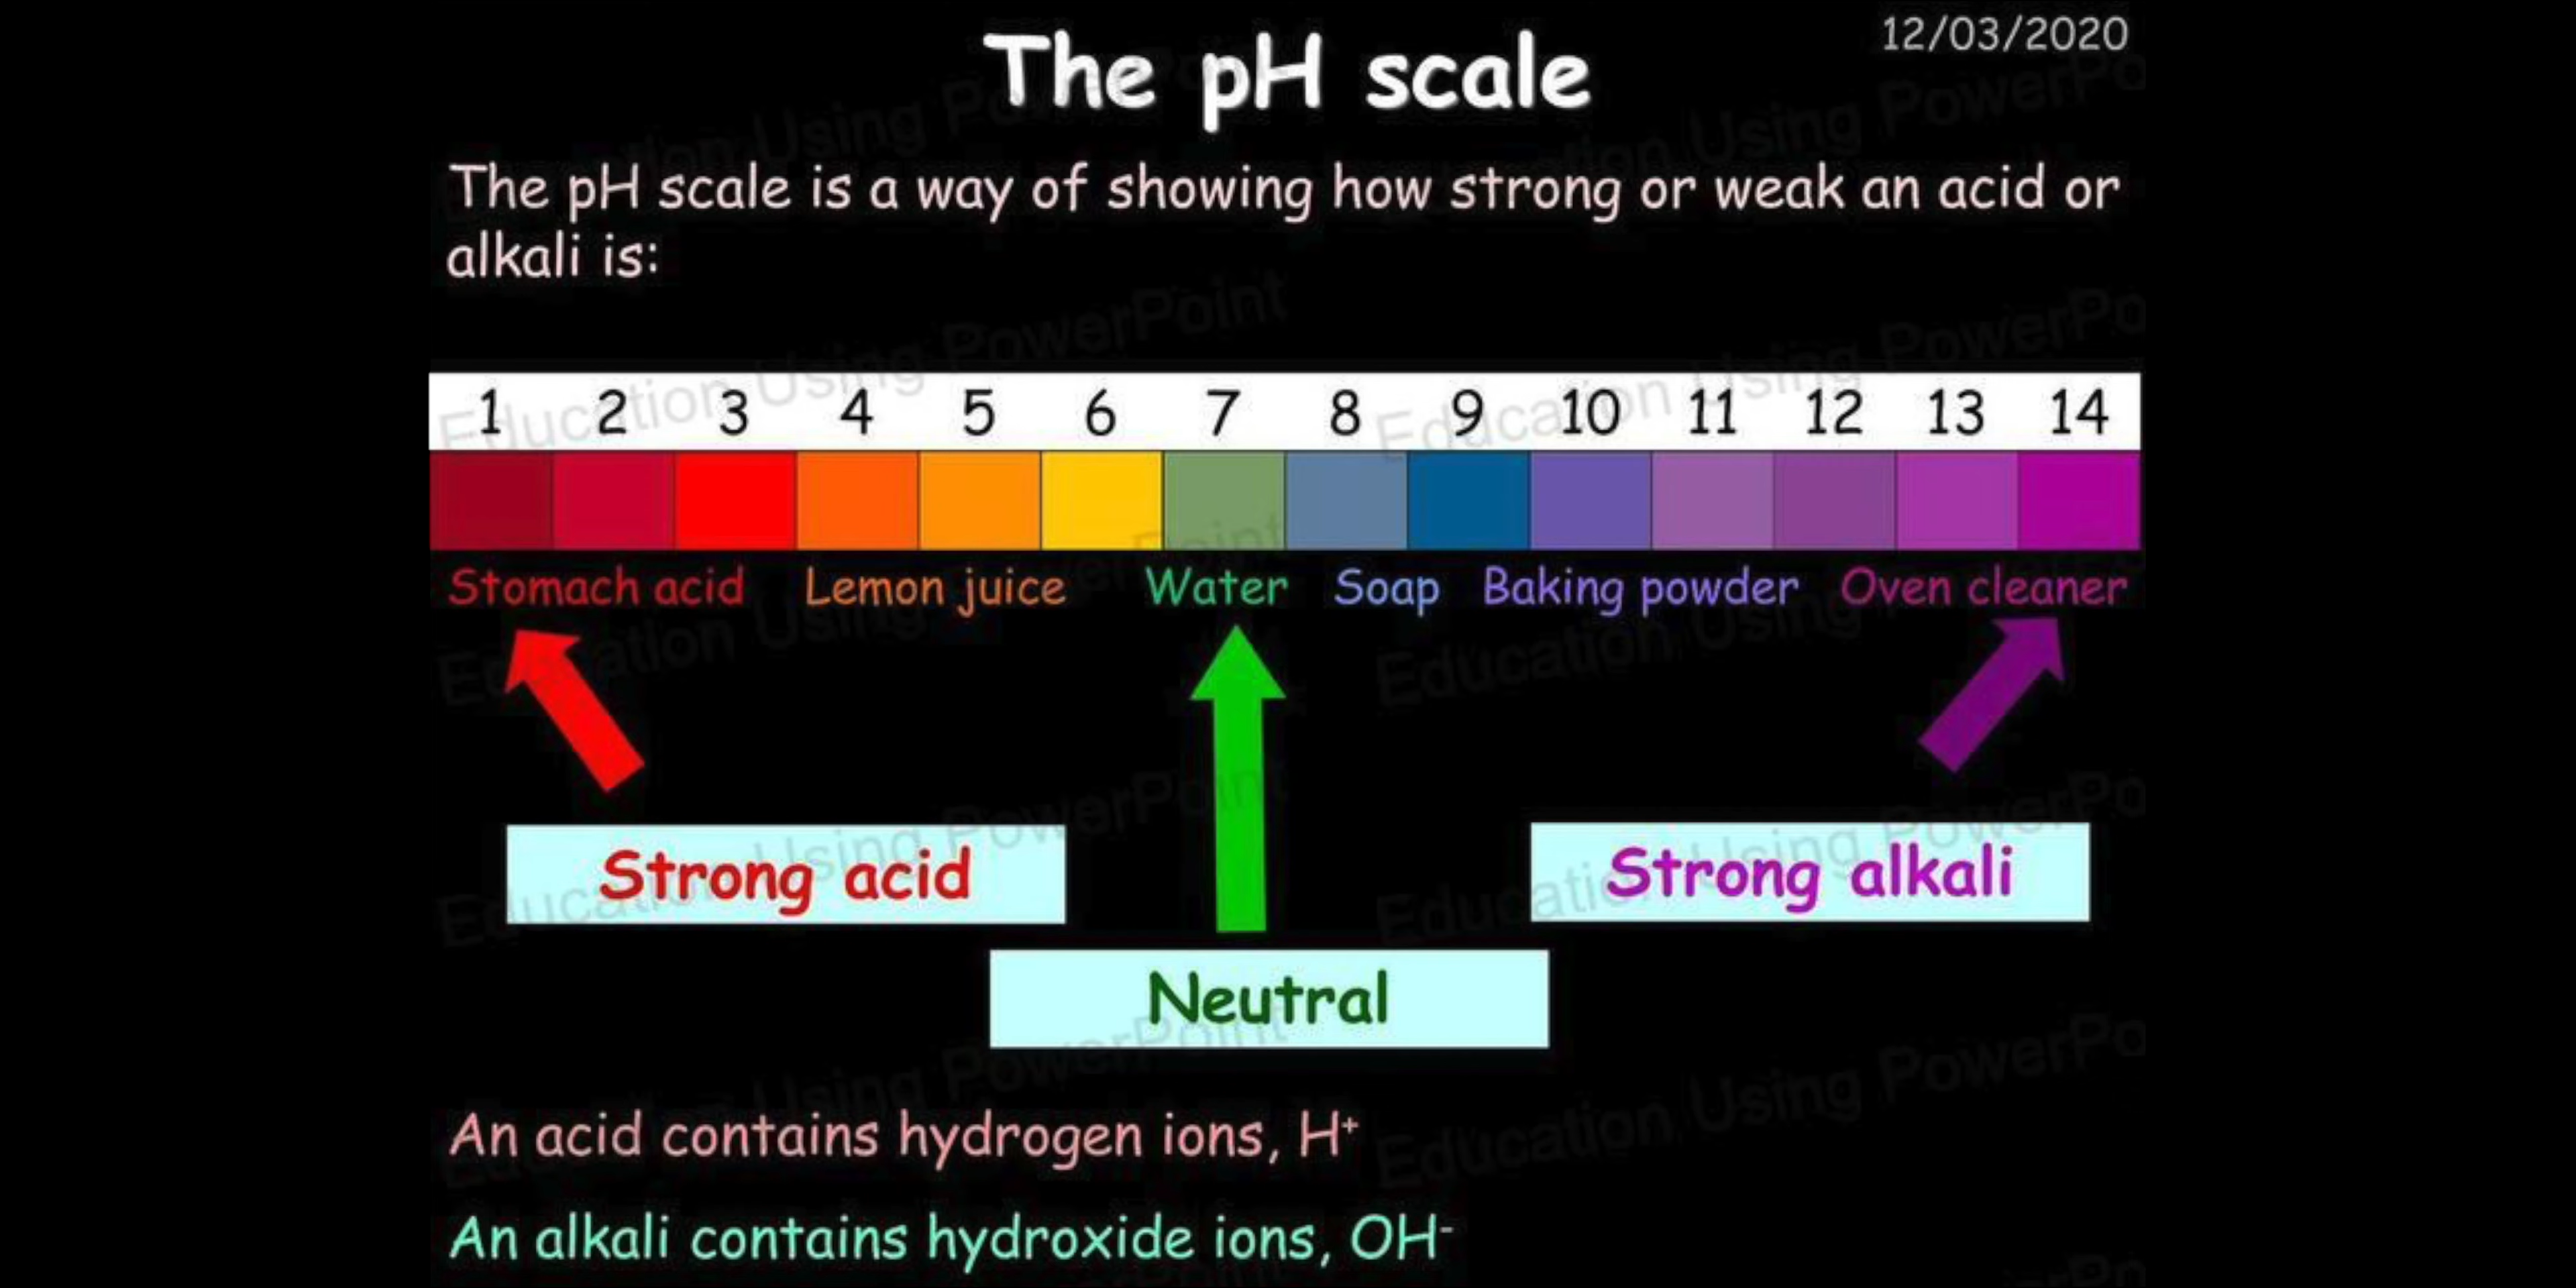 12/03/2020
The pH scale
The pH scale is a way of showing how strong or weak an acid or
alkali is:
1 2 3 4 5 6 7 8 9 10 11 12 13 14
Stomach acid Lemon juice Water Soap Baking powder Oven cleaner
Strong acid
Strong alkali
Neutral
An acid contains hydrogen ions, H⁺
An alkali contains hydroxide ions, OH⁻
Education Using PowerPoint